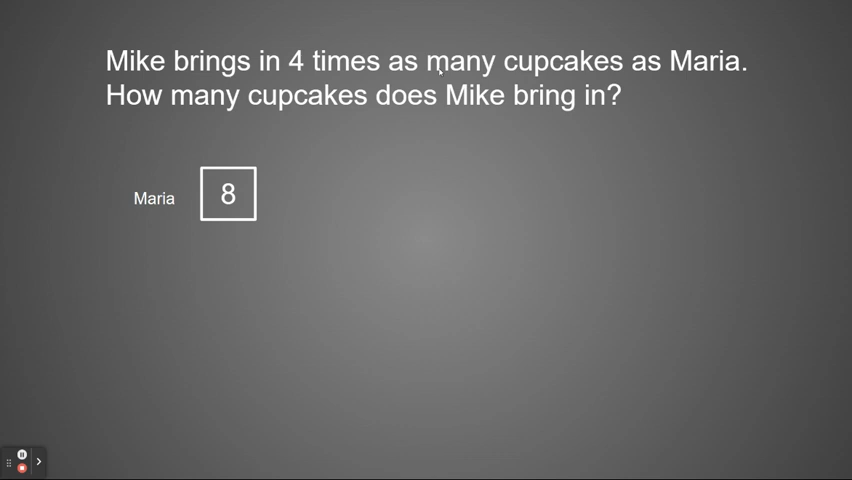 Mike brings in 4 times as many cupcakes as Maria.
How many cupcakes does Mike bring in?
Maria 8